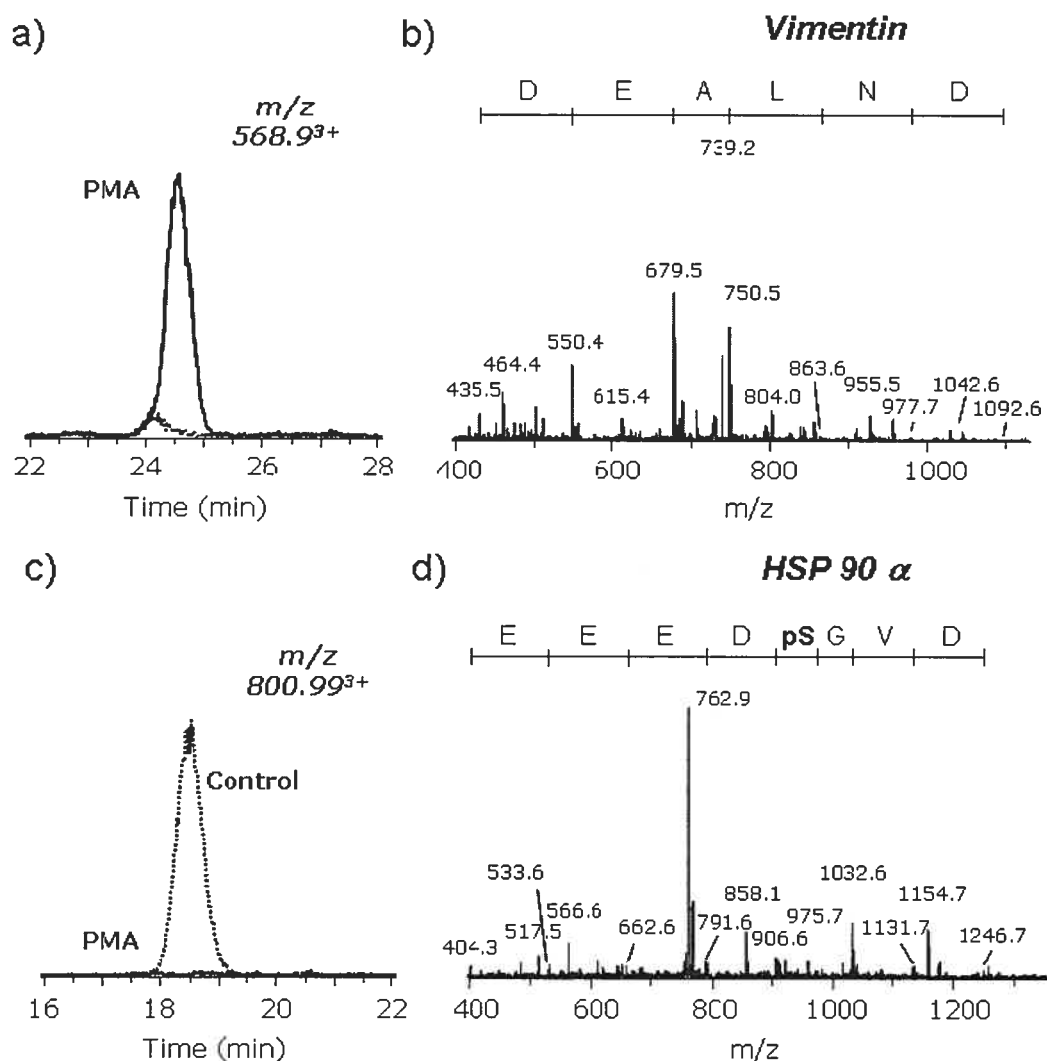 a)
m/z
568.9³⁺
PMA
22 24 26 28
Time (min)
b)
Vimentin
D E A L N D
739.2
679.5
750.5
550.4
464.4
435.5
615.4
804.0
863.6
955.5
977.7
1042.6
1092.6
400 600 800 1000
m/z
c)
m/z
800.99³⁺
Control
PMA
16 18 20 22
Time (min)
d)
HSP 90 α
E E E D pS G V D
762.9
533.6
566.6
517.5
404.3
662.6
791.6
858.1
906.6
975.7
1032.6
1131.7
1154.7
1246.7
400 600 800 1000 1200
m/z